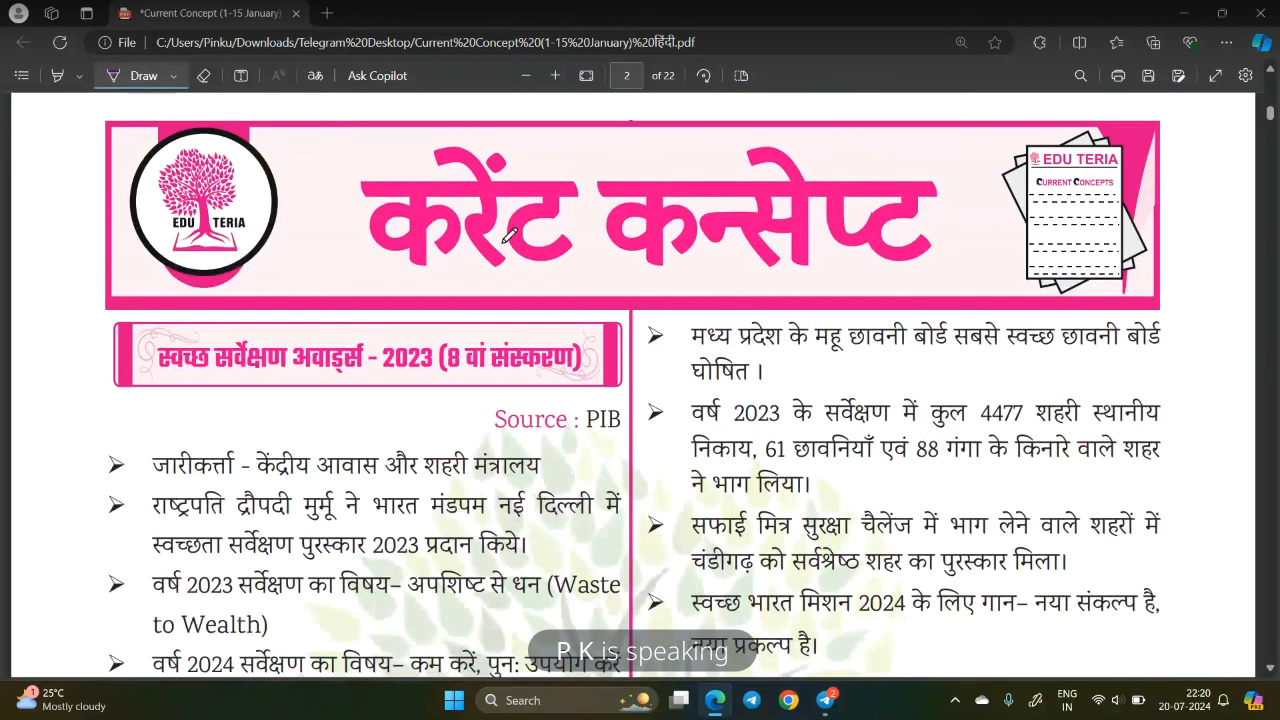 *Current Concept (1-15 January)
File
C:/Users/Pinku/Downloads/Telegram%20Desktop/Current%20Concept%20(1-15%20January)%20हिंदी.pdf
Draw
Ask Copilot
2 of 22
EDU TERIA
करेंट कन्सेप्ट
EDU TERIA
CURRENT CONCEPTS
स्वच्छ सर्वेक्षण अवार्ड्स - 2023 (8 वां संस्करण)
Source : PIB
➢ जारीकर्त्ता - केंद्रीय आवास और शहरी मंत्रालय
➢ राष्ट्रपति द्रौपदी मुर्मू ने भारत मंडपम नई दिल्ली में
स्वच्छता सर्वेक्षण पुरस्कार 2023 प्रदान किये।
➢ वर्ष 2023 सर्वेक्षण का विषय– अपशिष्ट से धन (Waste
to Wealth)
➢ वर्ष 2024 सर्वेक्षण का विषय– कम करें, पुन: उपयोग करें
➢ मध्य प्रदेश के महू छावनी बोर्ड सबसे स्वच्छ छावनी बोर्ड
घोषित ।
➢ वर्ष 2023 के सर्वेक्षण में कुल 4477 शहरी स्थानीय
निकाय, 61 छावनियाँ एवं 88 गंगा के किनारे वाले शहर
ने भाग लिया।
➢ सफाई मित्र सुरक्षा चैलेंज में भाग लेने वाले शहरों में
चंडीगढ़ को सर्वश्रेष्ठ शहर का पुरस्कार मिला।
➢ स्वच्छ भारत मिशन 2024 के लिए गान– नया संकल्प है,
नया प्रकल्प है।
P K is speaking
1
25°C
Mostly cloudy
Search
2
ENG
IN
22:20
20-07-2024